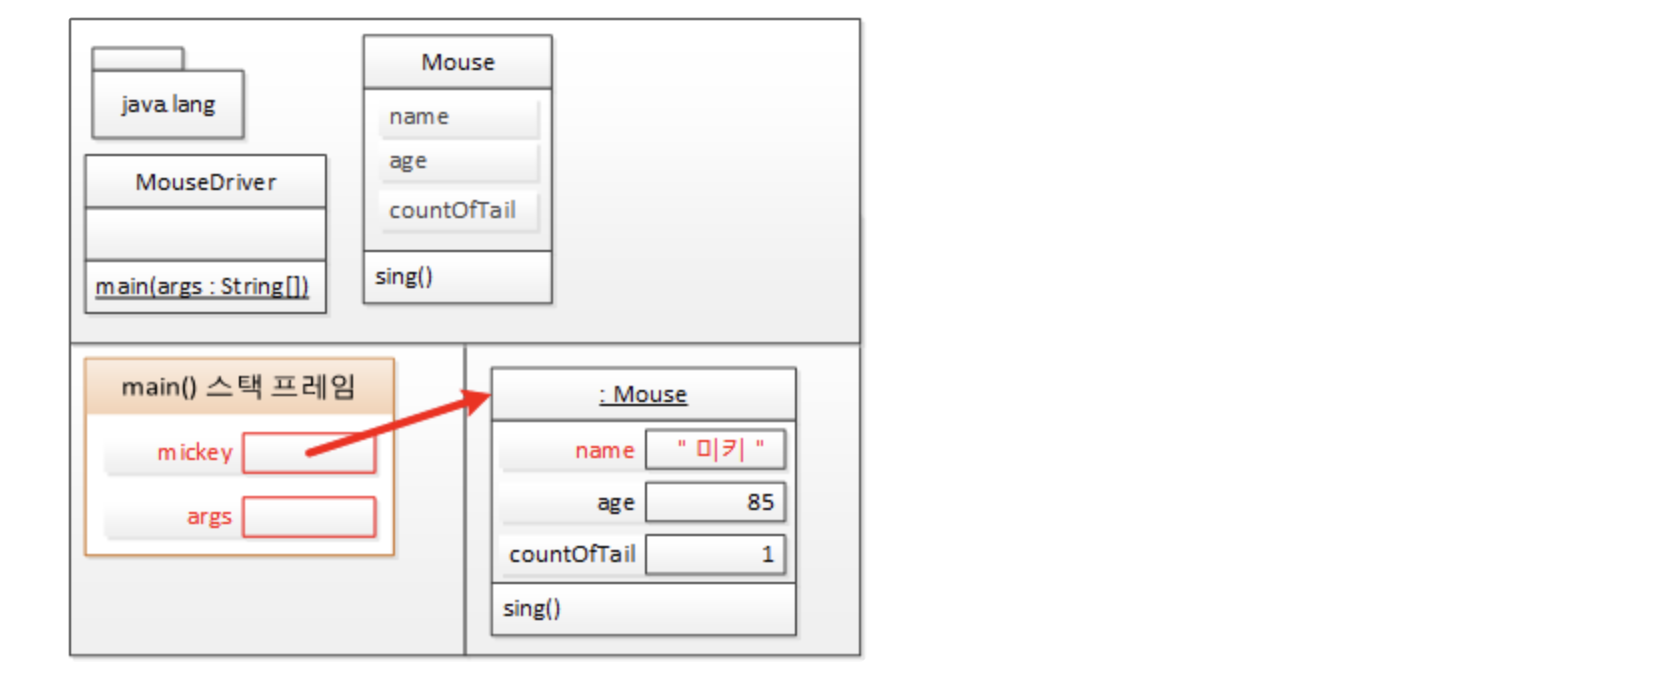 java.lang
MouseDriver
main(args : String[])
Mouse
name
age
countOfTail
sing()
main() 스택 프레임
mickey
args
: Mouse
name " 미키 "
age 85
countOfTail 1
sing()